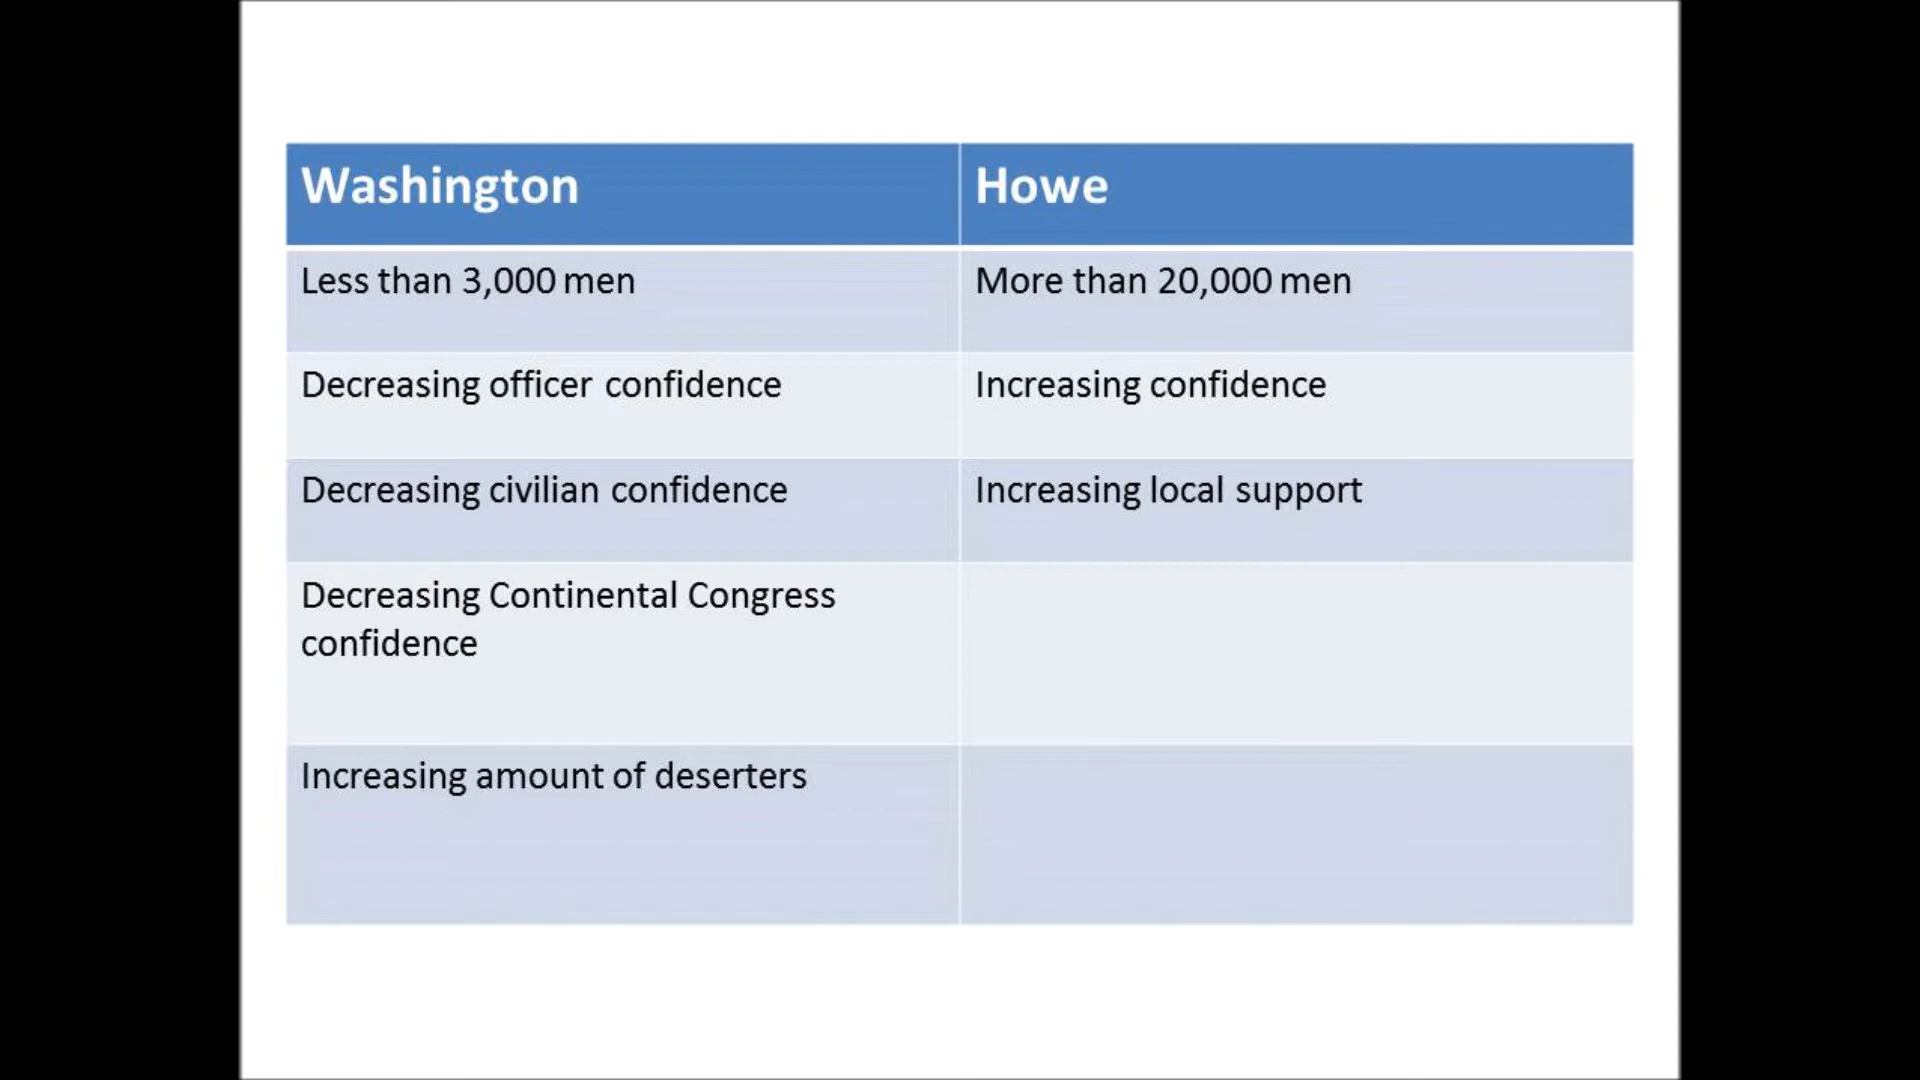 Washington
Howe
Less than 3,000 men
More than 20,000 men
Decreasing officer confidence
Increasing confidence
Decreasing civilian confidence
Increasing local support
Decreasing Continental Congress
confidence
Increasing amount of deserters